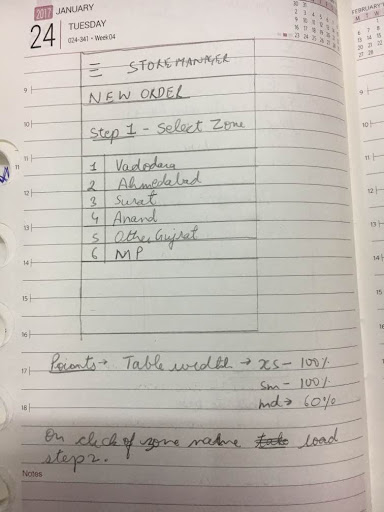 2017 JANUARY
24 TUESDAY
024-341 • Week 04
FEBRUARY
☰ STORE MANAGER
NEW ORDER
Step 1 - Select Zone
1 Vadodara
2 Ahmedabad
3 Surat
4 Anand
5 Other Gujrat
6 MP
Points → Table width → xs - 100%
sm - 100%
md → 60%
On click of zone name load
step 2.
Notes
9
10
11
12
13
14
15
16
17
18